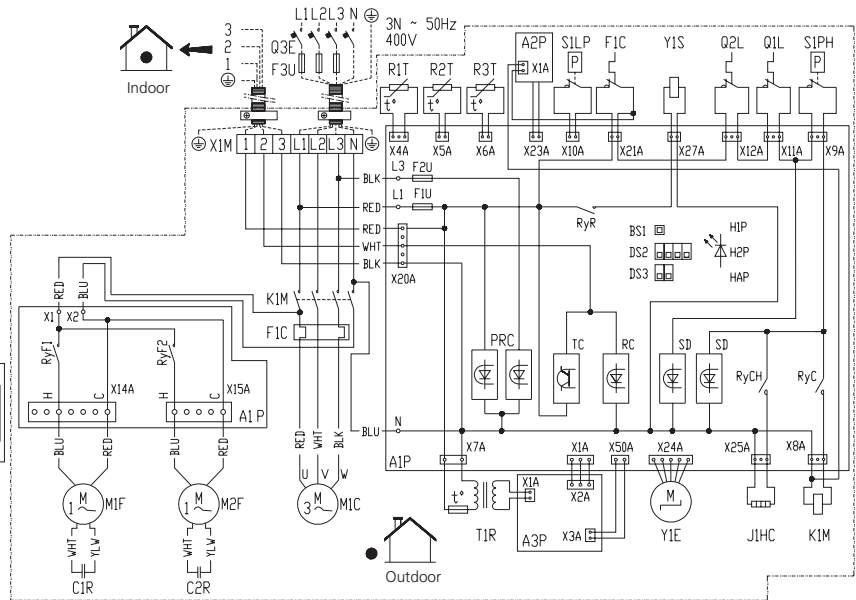 3
2
1
Indoor
L1 L2 L3 N
3N ~ 50Hz
400V
Q3E
F3U
R1T
R2T
R3T
A2P
X1A
S1LP
P
F1C
Y1S
Q2L
Q1L
S1PH
P
t°
t°
t°
X1M
1 2 3 L1 L2 L3 N
X4A
X5A
X6A
X23A
X10A
X21A
X27A
X12A
X11A
X9A
BLK
L3
F2U
RED
L1
F1U
RED
WHT
BLK
X20A
RyR
BS1
DS2
DS3
H1P
H2P
HAP
RED
BLU
X1
X2
K1M
F1C
RyF1
RyF2
PRC
TC
RC
SD
SD
RyCH
RyC
H
C
X14A
H
C
X15A
A1P
BLU
RED
BLU
RED
RED
WHT
BLK
BLU
N
A1P
X7A
X1A
X50A
X24A
X25A
X8A
U
V
W
M
1
M1F
M
1
M2F
M
3
M1C
t°
T1R
X1A
X2A
X3A
A3P
M
Y1E
J1HC
K1M
WHT
YLW
WHT
YLW
C1R
C2R
Outdoor